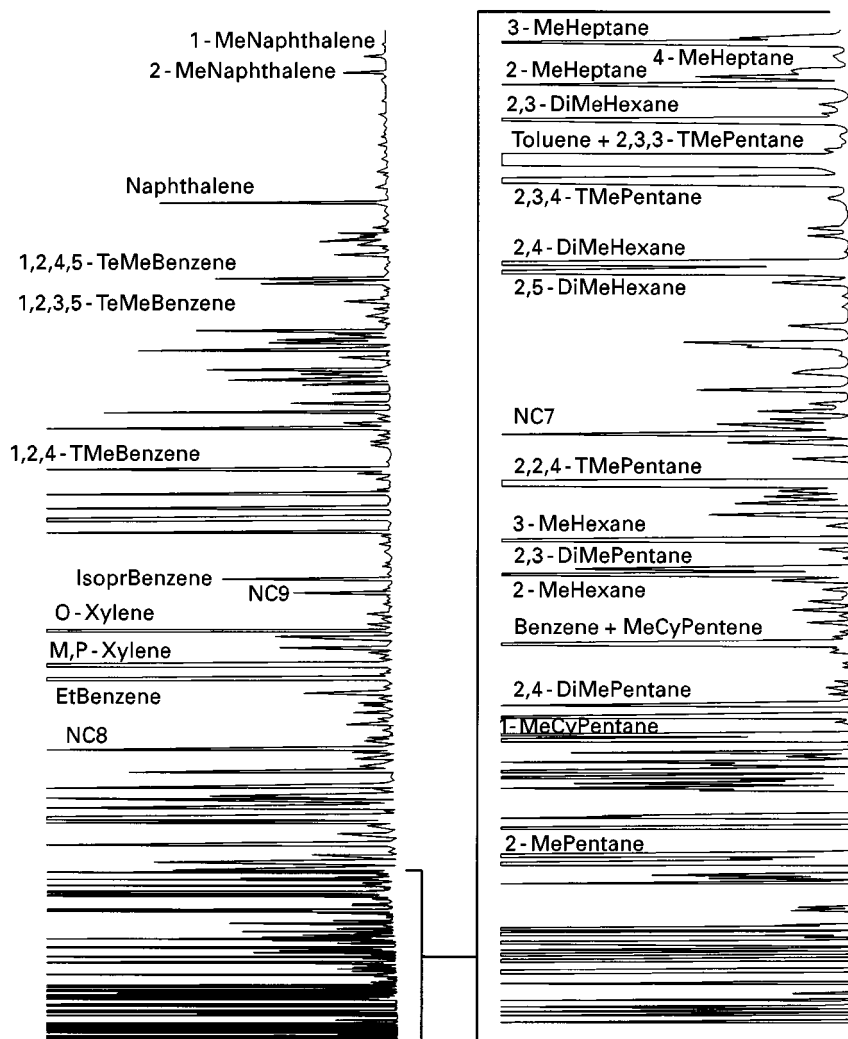 1-MeNaphthalene
2-MeNaphthalene
Naphthalene
1,2,4,5-TeMeBenzene
1,2,3,5-TeMeBenzene
1,2,4-TMeBenzene
IsoprBenzene
NC9
O-Xylene
M,P-Xylene
EtBenzene
NC8
3-MeHeptane
4-MeHeptane
2-MeHeptane
2,3-DiMeHexane
Toluene + 2,3,3-TMePentane
2,3,4-TMePentane
2,4-DiMeHexane
2,5-DiMeHexane
NC7
2,2,4-TMePentane
3-MeHexane
2,3-DiMePentane
2-MeHexane
Benzene + MeCyPentene
2,4-DiMePentane
1-MeCyPentane
2-MePentane